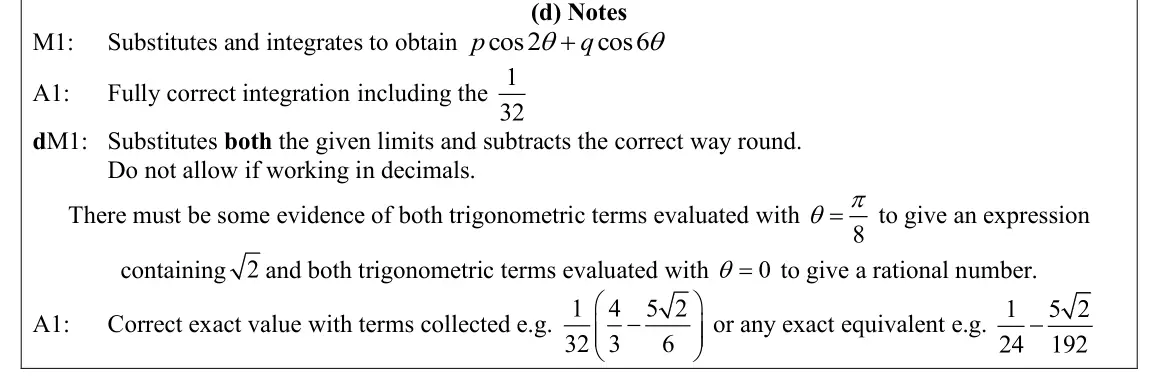 (d) Notes
M1: Substitutes and integrates to obtain p cos 2θ + q cos 6θ
A1: Fully correct integration including the 1/32
dM1: Substitutes both the given limits and subtracts the correct way round.
Do not allow if working in decimals.
There must be some evidence of both trigonometric terms evaluated with θ = π/8 to give an expression
containing √2 and both trigonometric terms evaluated with θ = 0 to give a rational number.
A1: Correct exact value with terms collected e.g. 1/32 (4/3 − 5√2/6) or any exact equivalent e.g. 1/24 − 5√2/192